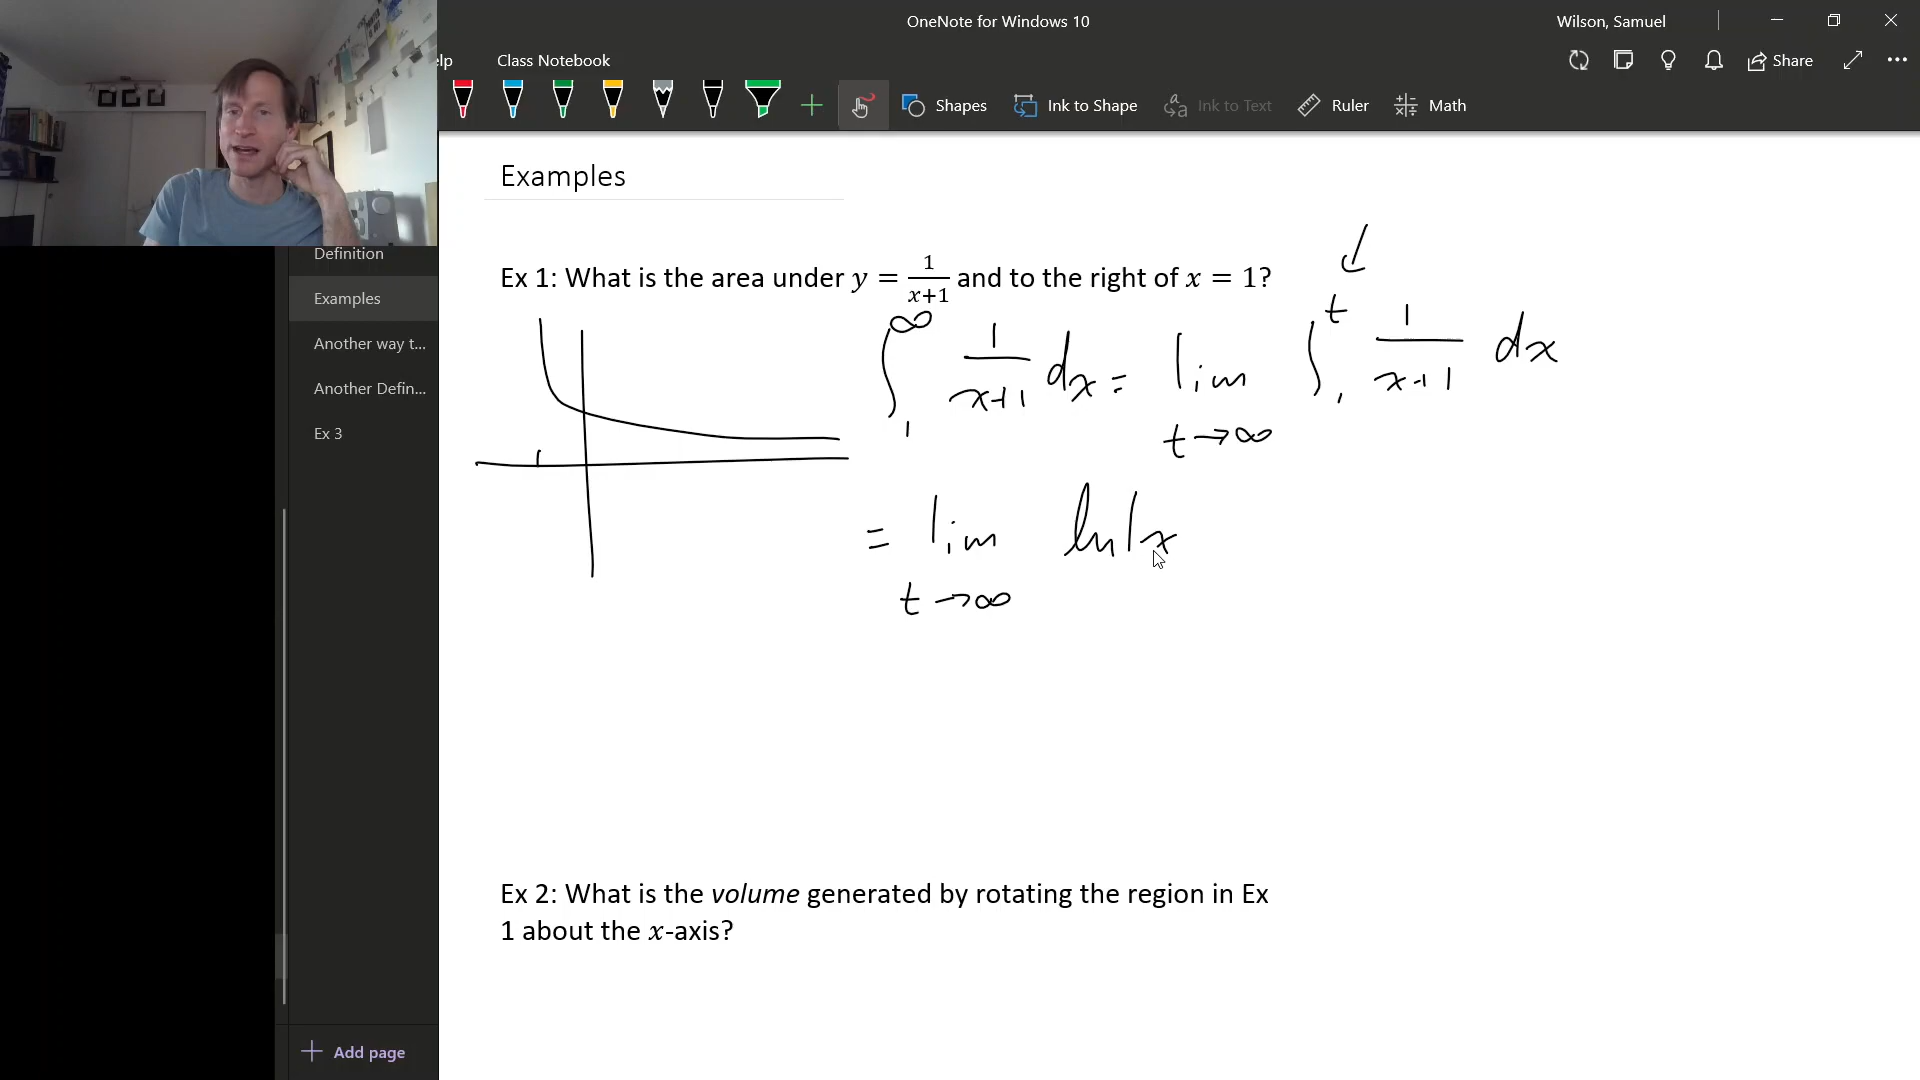 OneNote for Windows 10
Wilson, Samuel
elp
Class Notebook
Share
Shapes
Ink to Shape
Ink to Text
Ruler
Math
Definition
Examples
Another way t...
Another Defin...
Ex 3
Add page
Examples
Ex 1: What is the area under y = 1/(x+1) and to the right of x = 1?
∫₁^∞ 1/(x+1) dx = lim t→∞ ∫₁^t 1/(x+1) dx
= lim t→∞ ln|x
Ex 2: What is the volume generated by rotating the region in Ex
1 about the x-axis?